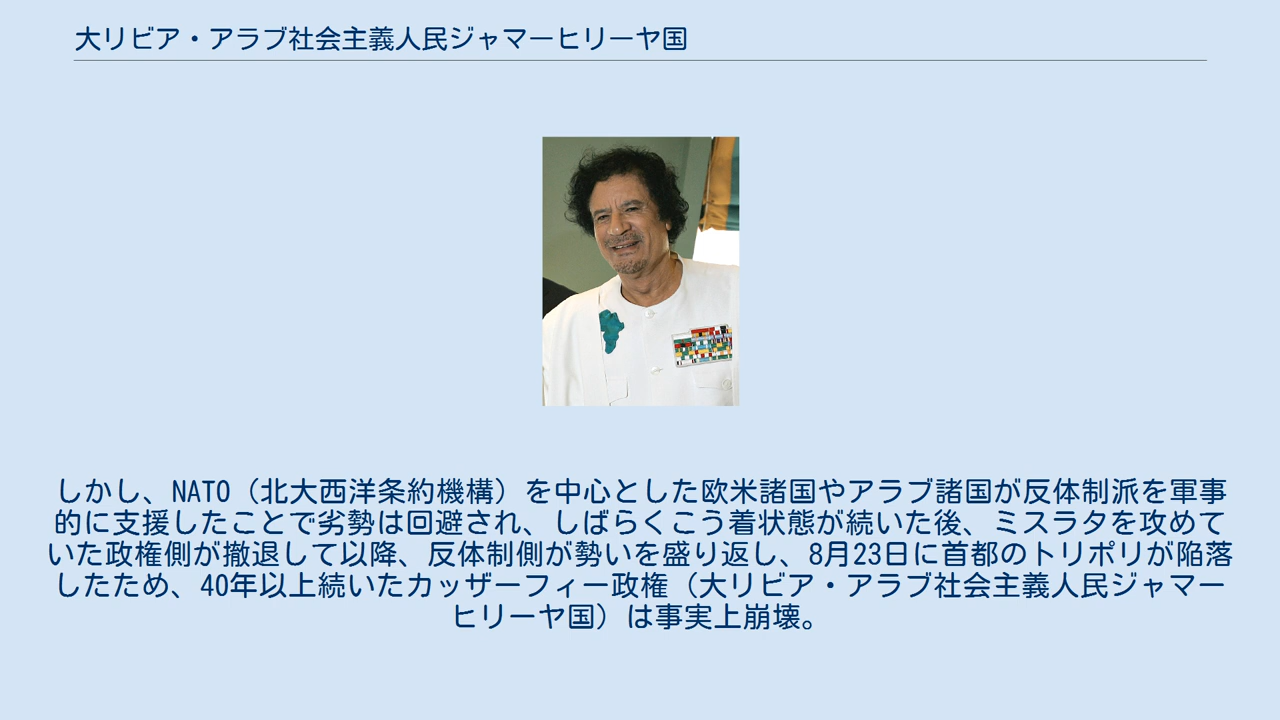 大リビア・アラブ社会主義人民ジャマーヒリーヤ国
しかし、NATO（北大西洋条約機構）を中心とした欧米諸国やアラブ諸国が反体制派を軍事
的に支援したことで劣勢は回避され、しばらくこう着状態が続いた後、ミスラタを攻めて
いた政権側が撤退して以降、反体制側が勢いを盛り返し、8月23日に首都のトリポリが陥落
したため、40年以上続いたカッザーフィー政権（大リビア・アラブ社会主義人民ジャマー
ヒリーヤ国）は事実上崩壊。